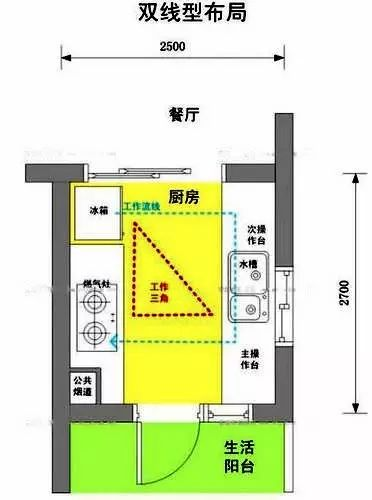 双线型布局
2500
餐厅
厨房
冰箱
工作流线
次操
作台
水槽
燃气灶
工作
三角
2700
主操
作台
公共
烟道
生活
阳台